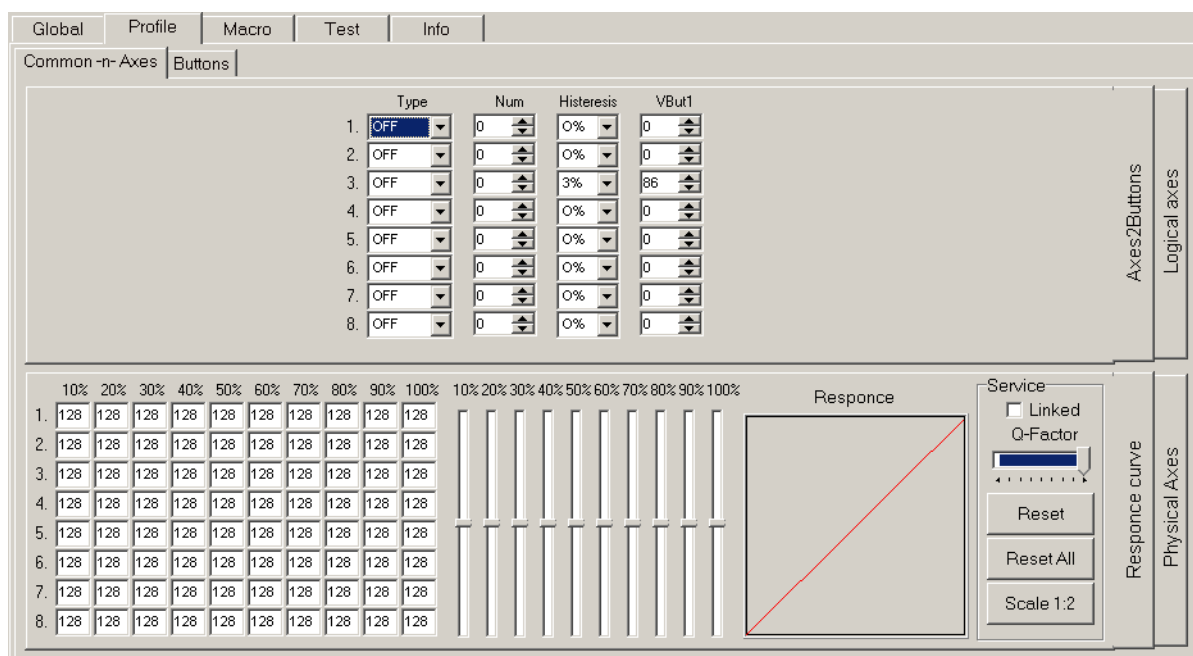 Global Profile Macro Test Info
Common -n- Axes Buttons
Type Num Histeresis VBut1
1. OFF 0 0% 0
2. OFF 0 0% 0
3. OFF 0 3% 86
4. OFF 0 0% 0
5. OFF 0 0% 0
6. OFF 0 0% 0
7. OFF 0 0% 0
8. OFF 0 0% 0
Axes2Buttons
Logical axes
10% 20% 30% 40% 50% 60% 70% 80% 90% 100%
1. 128 128 128 128 128 128 128 128 128 128
2. 128 128 128 128 128 128 128 128 128 128
3. 128 128 128 128 128 128 128 128 128 128
4. 128 128 128 128 128 128 128 128 128 128
5. 128 128 128 128 128 128 128 128 128 128
6. 128 128 128 128 128 128 128 128 128 128
7. 128 128 128 128 128 128 128 128 128 128
8. 128 128 128 128 128 128 128 128 128 128
10% 20% 30% 40% 50% 60% 70% 80% 90% 100%
Responce
Service
Linked
Q-Factor
Reset
Reset All
Scale 1:2
Responce curve
Physical Axes